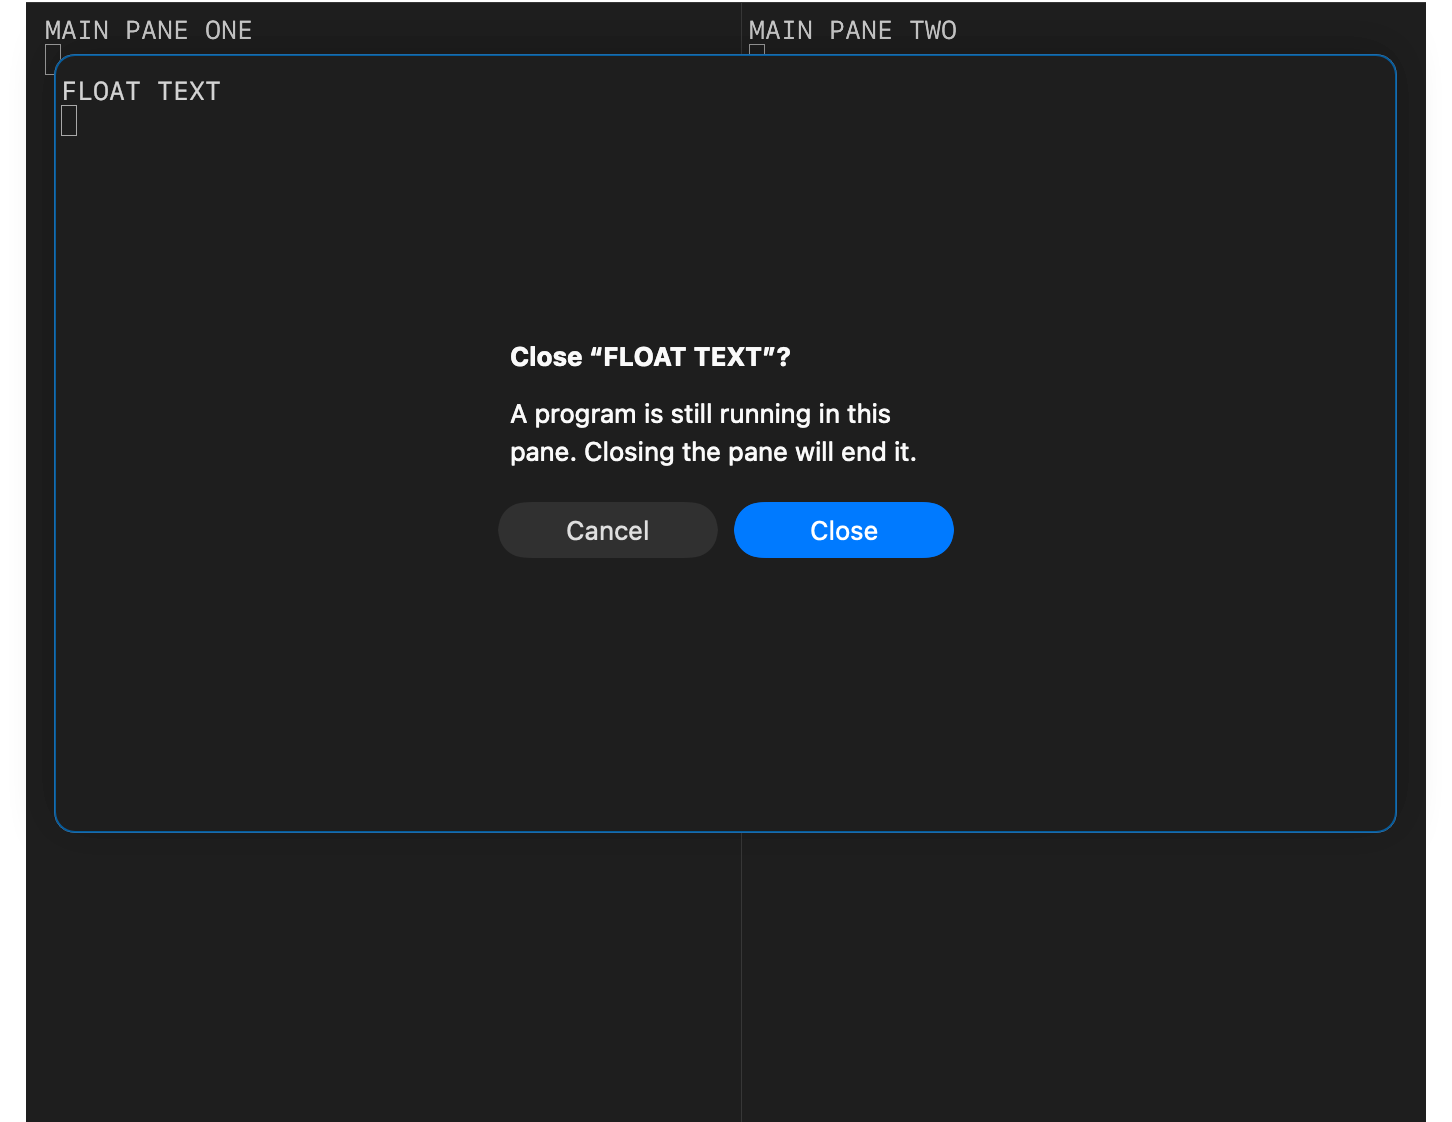 MAIN PANE ONE
MAIN PANE TWO
FLOAT TEXT
Close “FLOAT TEXT”?
A program is still running in this
pane. Closing the pane will end it.
Cancel
Close